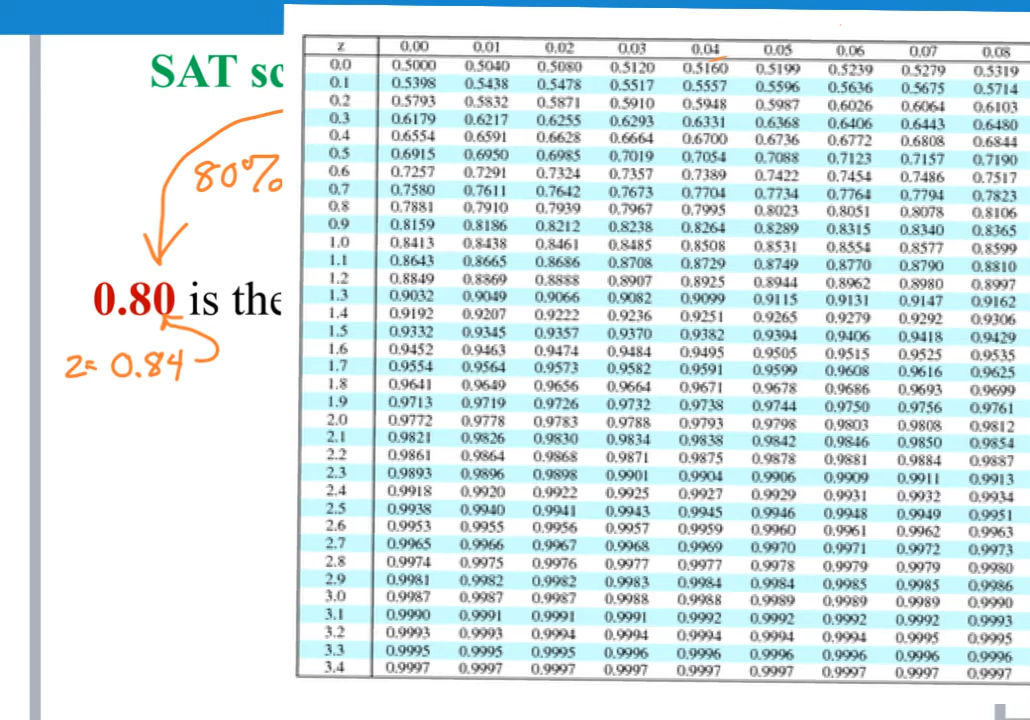 SAT sc
80%
0.80 is the
z= 0.84
z 0.00 0.01 0.02 0.03 0.04 0.05 0.06 0.07 0.08
0.0 0.5000 0.5040 0.5080 0.5120 0.5160 0.5199 0.5239 0.5279 0.5319
0.1 0.5398 0.5438 0.5478 0.5517 0.5557 0.5596 0.5636 0.5675 0.5714
0.2 0.5793 0.5832 0.5871 0.5910 0.5948 0.5987 0.6026 0.6064 0.6103
0.3 0.6179 0.6217 0.6255 0.6293 0.6331 0.6368 0.6406 0.6443 0.6480
0.4 0.6554 0.6591 0.6628 0.6664 0.6700 0.6736 0.6772 0.6808 0.6844
0.5 0.6915 0.6950 0.6985 0.7019 0.7054 0.7088 0.7123 0.7157 0.7190
0.6 0.7257 0.7291 0.7324 0.7357 0.7389 0.7422 0.7454 0.7486 0.7517
0.7 0.7580 0.7611 0.7642 0.7673 0.7704 0.7734 0.7764 0.7794 0.7823
0.8 0.7881 0.7910 0.7939 0.7967 0.7995 0.8023 0.8051 0.8078 0.8106
0.9 0.8159 0.8186 0.8212 0.8238 0.8264 0.8289 0.8315 0.8340 0.8365
1.0 0.8413 0.8438 0.8461 0.8485 0.8508 0.8531 0.8554 0.8577 0.8599
1.1 0.8643 0.8665 0.8686 0.8708 0.8729 0.8749 0.8770 0.8790 0.8810
1.2 0.8849 0.8869 0.8888 0.8907 0.8925 0.8944 0.8962 0.8980 0.8997
1.3 0.9032 0.9049 0.9066 0.9082 0.9099 0.9115 0.9131 0.9147 0.9162
1.4 0.9192 0.9207 0.9222 0.9236 0.9251 0.9265 0.9279 0.9292 0.9306
1.5 0.9332 0.9345 0.9357 0.9370 0.9382 0.9394 0.9406 0.9418 0.9429
1.6 0.9452 0.9463 0.9474 0.9484 0.9495 0.9505 0.9515 0.9525 0.9535
1.7 0.9554 0.9564 0.9573 0.9582 0.9591 0.9599 0.9608 0.9616 0.9625
1.8 0.9641 0.9649 0.9656 0.9664 0.9671 0.9678 0.9686 0.9693 0.9699
1.9 0.9713 0.9719 0.9726 0.9732 0.9738 0.9744 0.9750 0.9756 0.9761
2.0 0.9772 0.9778 0.9783 0.9788 0.9793 0.9798 0.9803 0.9808 0.9812
2.1 0.9821 0.9826 0.9830 0.9834 0.9838 0.9842 0.9846 0.9850 0.9854
2.2 0.9861 0.9864 0.9868 0.9871 0.9875 0.9878 0.9881 0.9884 0.9887
2.3 0.9893 0.9896 0.9898 0.9901 0.9904 0.9906 0.9909 0.9911 0.9913
2.4 0.9918 0.9920 0.9922 0.9925 0.9927 0.9929 0.9931 0.9932 0.9934
2.5 0.9938 0.9940 0.9941 0.9943 0.9945 0.9946 0.9948 0.9949 0.9951
2.6 0.9953 0.9955 0.9956 0.9957 0.9959 0.9960 0.9961 0.9962 0.9963
2.7 0.9965 0.9966 0.9967 0.9968 0.9969 0.9970 0.9971 0.9972 0.9973
2.8 0.9974 0.9975 0.9976 0.9977 0.9977 0.9978 0.9979 0.9979 0.9980
2.9 0.9981 0.9982 0.9982 0.9983 0.9984 0.9984 0.9985 0.9985 0.9986
3.0 0.9987 0.9987 0.9987 0.9988 0.9988 0.9989 0.9989 0.9989 0.9990
3.1 0.9990 0.9991 0.9991 0.9991 0.9992 0.9992 0.9992 0.9992 0.9993
3.2 0.9993 0.9993 0.9994 0.9994 0.9994 0.9994 0.9994 0.9995 0.9995
3.3 0.9995 0.9995 0.9995 0.9996 0.9996 0.9996 0.9996 0.9996 0.9996
3.4 0.9997 0.9997 0.9997 0.9997 0.9997 0.9997 0.9997 0.9997 0.9997